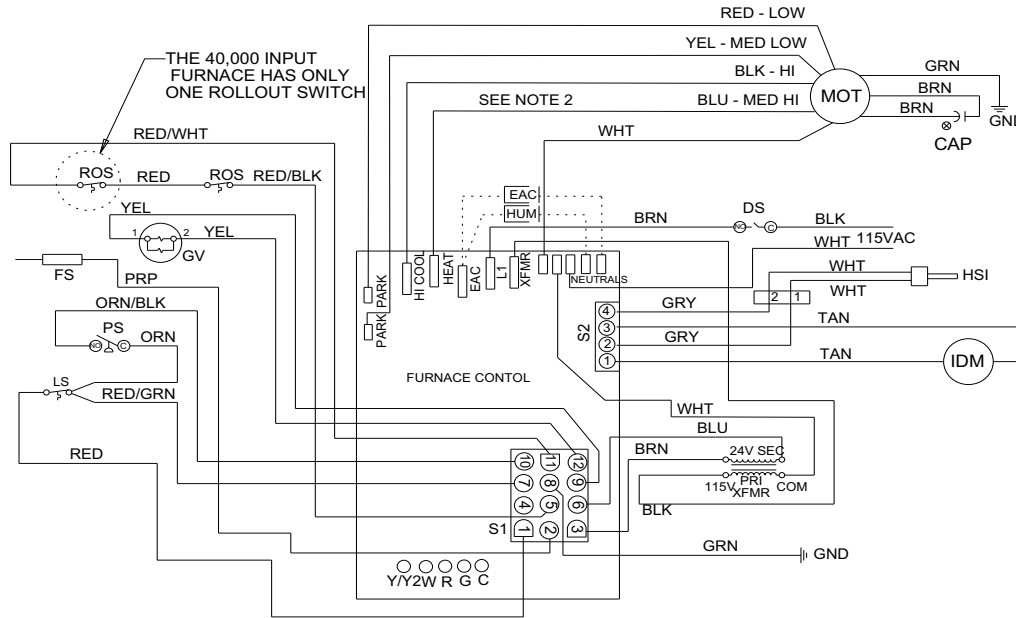 RED - LOW
YEL - MED LOW
THE 40,000 INPUT
FURNACE HAS ONLY
ONE ROLLOUT SWITCH
BLK - HI
GRN
MOT
BRN
SEE NOTE 2
BLU - MED HI
BRN
GND
RED/WHT
WHT
CAP
ROS
RED
ROS
RED/BLK
EAC
HUM
BRN
DS
NO
C
BLK
YEL
1
2
YEL
GV
WHT
115VAC
FS
PRP
PARK
PARK
HI COOL
HEAT
EAC
L1
XFMR
NEUTRALS
WHT
HSI
WHT
2 1
ORN/BLK
GRY
4
3
2
1
S2
TAN
PS
NO
C
ORN
GRY
TAN
IDM
LS
RED/GRN
FURNACE CONTOL
WHT
BLU
RED
BRN
24V SEC
115V
PRI
XFMR
COM
BLK
10 11 12
7 8 9
4 5 6
S1
1 2 3
GRN
GND
Y/Y2 W R G C